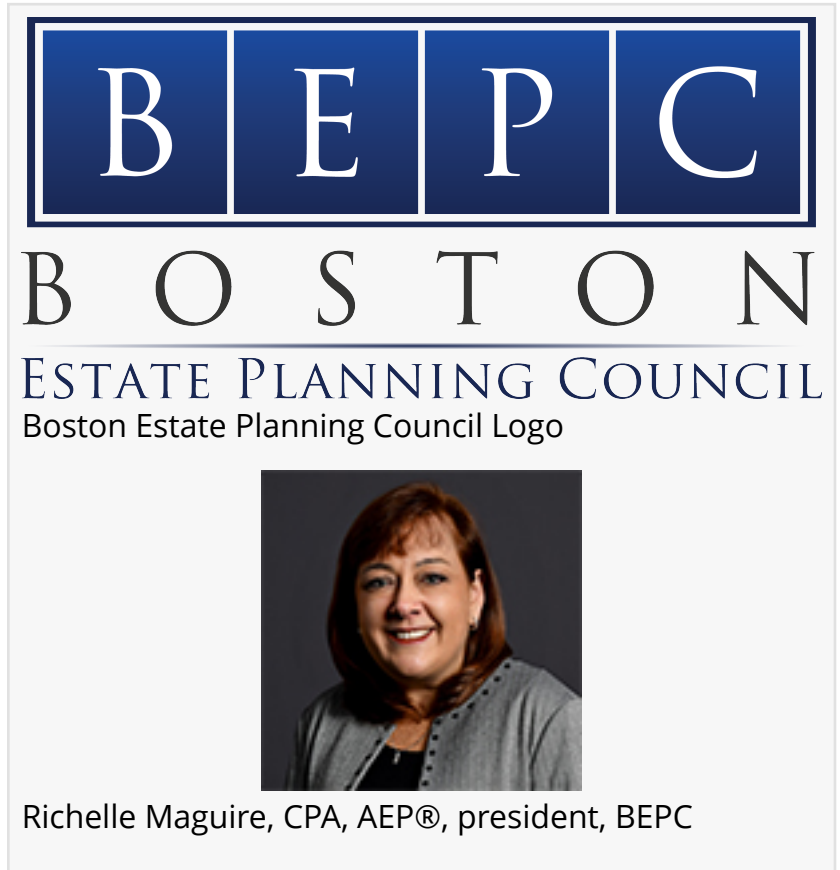 BEPC
BOSTON
ESTATE PLANNING COUNCIL
Boston Estate Planning Council Logo
Richelle Maguire, CPA, AEP®, president, BEPC